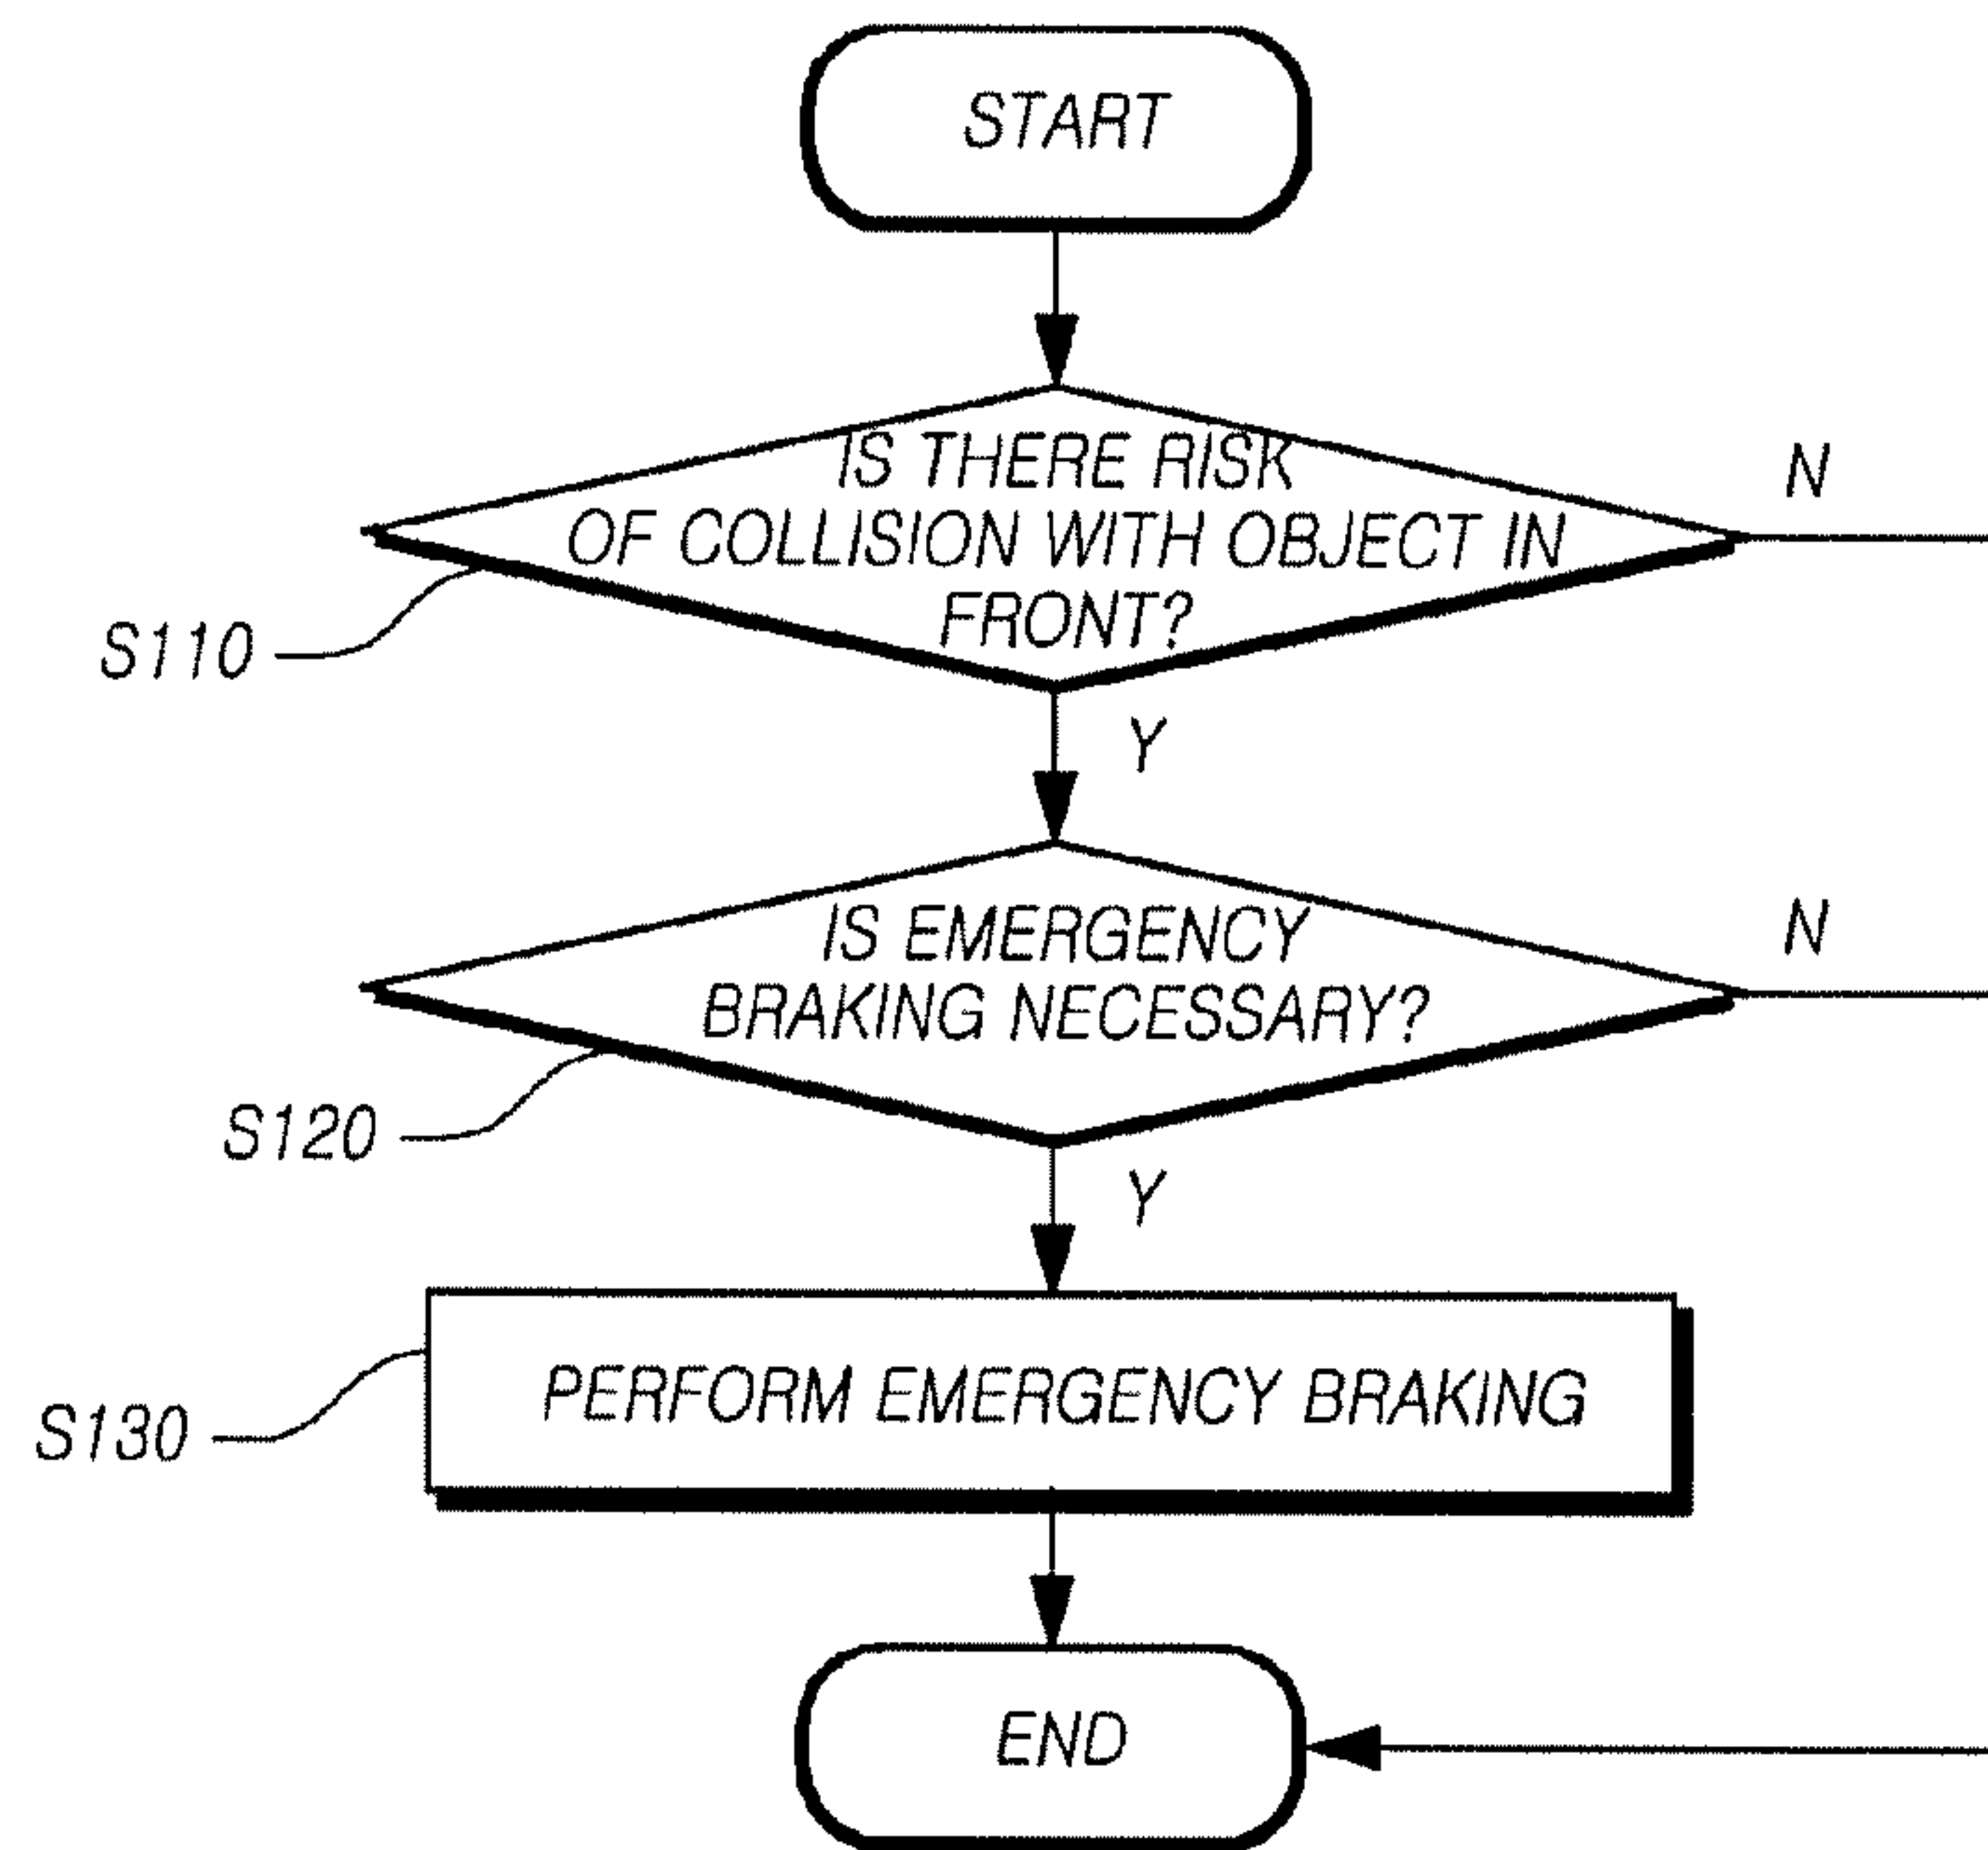 START
IS THERE RISK
OF COLLISION WITH OBJECT IN
FRONT?
N
S110
Y
IS EMERGENCY
BRAKING NECESSARY?
N
S120
Y
PERFORM EMERGENCY BRAKING
S130
END